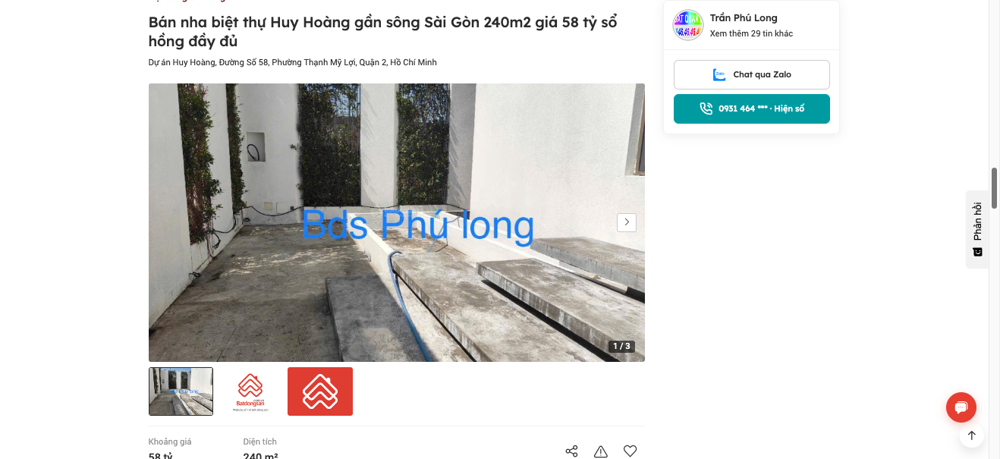 Bán nha biệt thự Huy Hoàng gần sông Sài Gòn 240m2 giá 58 tỷ sổ
hồng đầy đủ
Dự án Huy Hoàng, Đường Số 58, Phường Thạnh Mỹ Lợi, Quận 2, Hồ Chí Minh
Bds Phú long
1 / 3
Batdongsan
Khoảng giá
58 tỷ
Diện tích
240 m²
Trần Phú Long
Xem thêm 29 tin khác
Zalo
Chat qua Zalo
0931 464 *** · Hiện số
Phản hồi